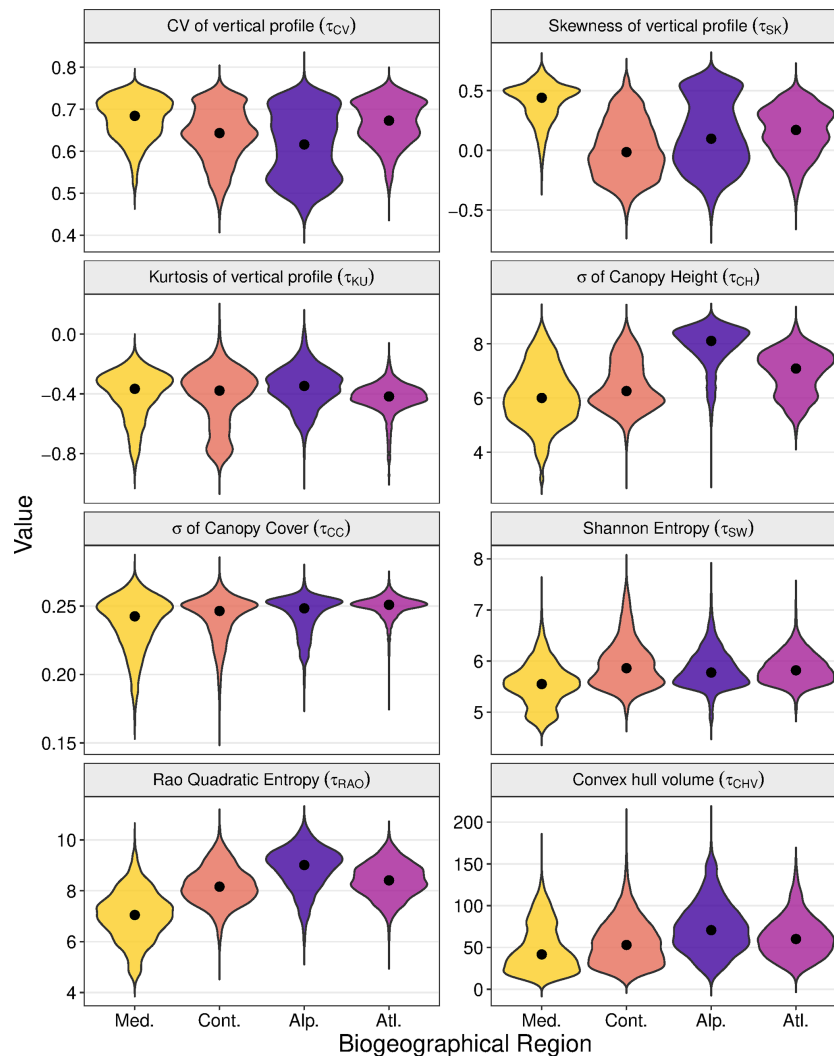 CV of vertical profile (τCV)
Skewness of vertical profile (τSK)
0.8
0.7
0.6
0.5
0.4
0.5
0.0
−0.5
Kurtosis of vertical profile (τKU)
σ of Canopy Height (τCH)
0.0
−0.4
−0.8
8
6
4
Value
σ of Canopy Cover (τCC)
Shannon Entropy (τSW)
0.25
0.20
0.15
8
7
6
5
Rao Quadratic Entropy (τRAO)
Convex hull volume (τCHV)
10
8
6
4
200
150
100
50
0
Med. Cont. Alp. Atl.
Med. Cont. Alp. Atl.
Biogeographical Region